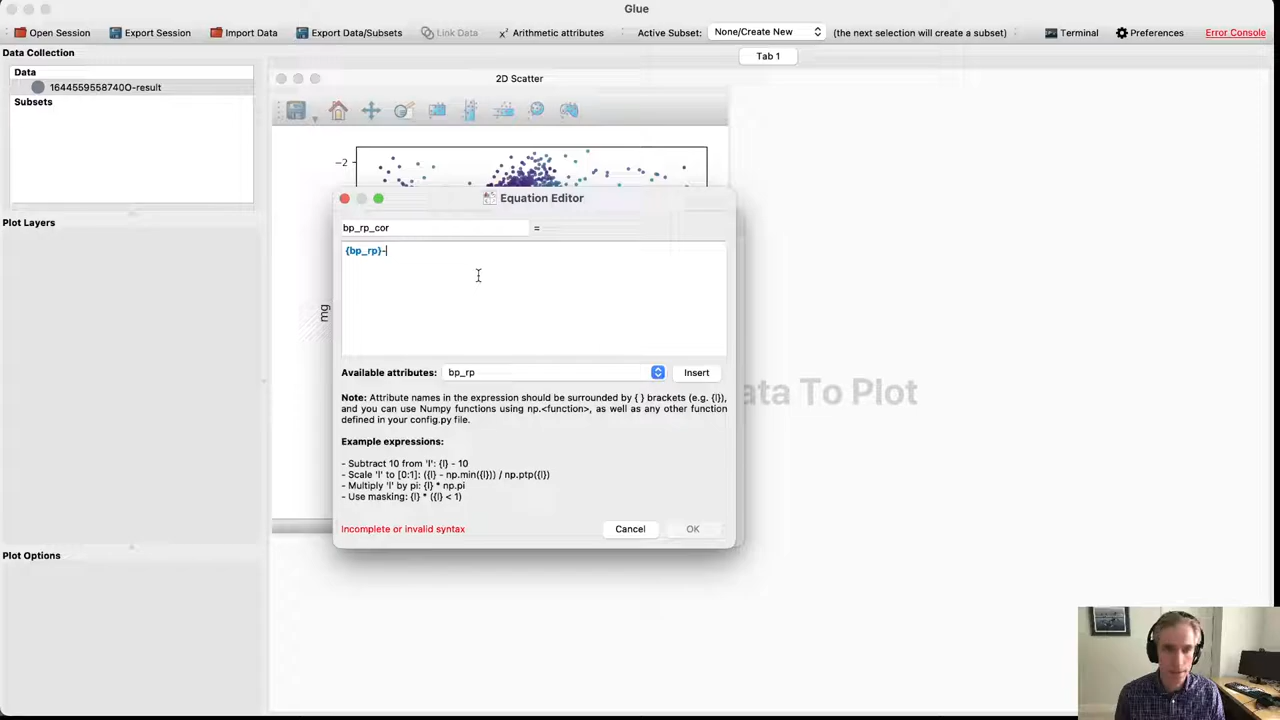 Glue
Open Session
Export Session
Import Data
Export Data/Subsets
Link Data
Arithmetic attributes
Active Subset:
None/Create New
(the next selection will create a subset)
Terminal
Preferences
Error Console
Data Collection
Tab 1
Data
16445595587400-result
Subsets
2D Scatter
−2
Equation Editor
bp_rp_cor
=
{bp_rp}-
Plot Layers
mg
Available attributes:
bp_rp
Insert
ata To Plot
Note: Attribute names in the expression should be surrounded by { } brackets (e.g. {l}),
and you can use Numpy functions using np.<function>, as well as any other function
defined in your config.py file.
Example expressions:
- Subtract 10 from 'l': {l} - 10
- Scale 'l' to [0:1]: ({l} - np.min({l})) / np.ptp({l})
- Multiply 'l' by pi: {l} * np.pi
- Use masking: {l} * ({l} < 1)
Incomplete or invalid syntax
Cancel
OK
Plot Options